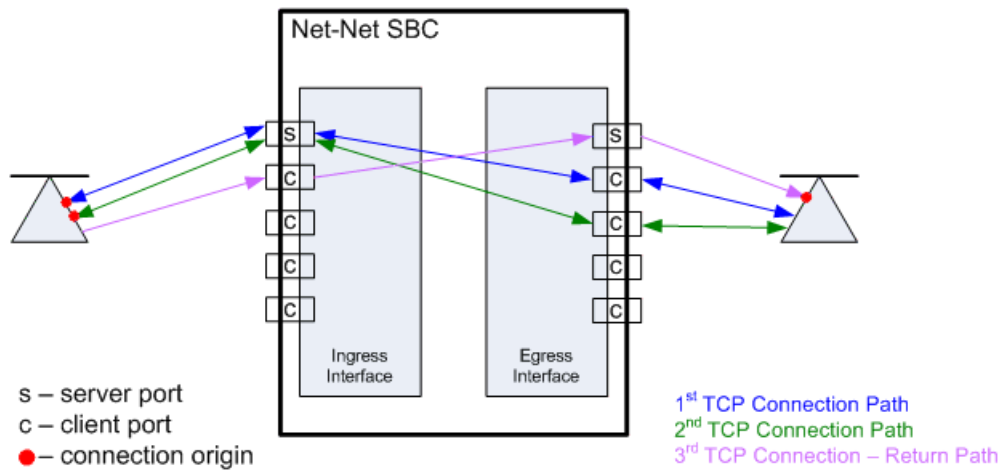 Net-Net SBC
S
S
C
C
C
C
C
C
C
C
Ingress
Interface
Egress
Interface
s – server port
c – client port
– connection origin
1st TCP Connection Path
2nd TCP Connection Path
3rd TCP Connection – Return Path